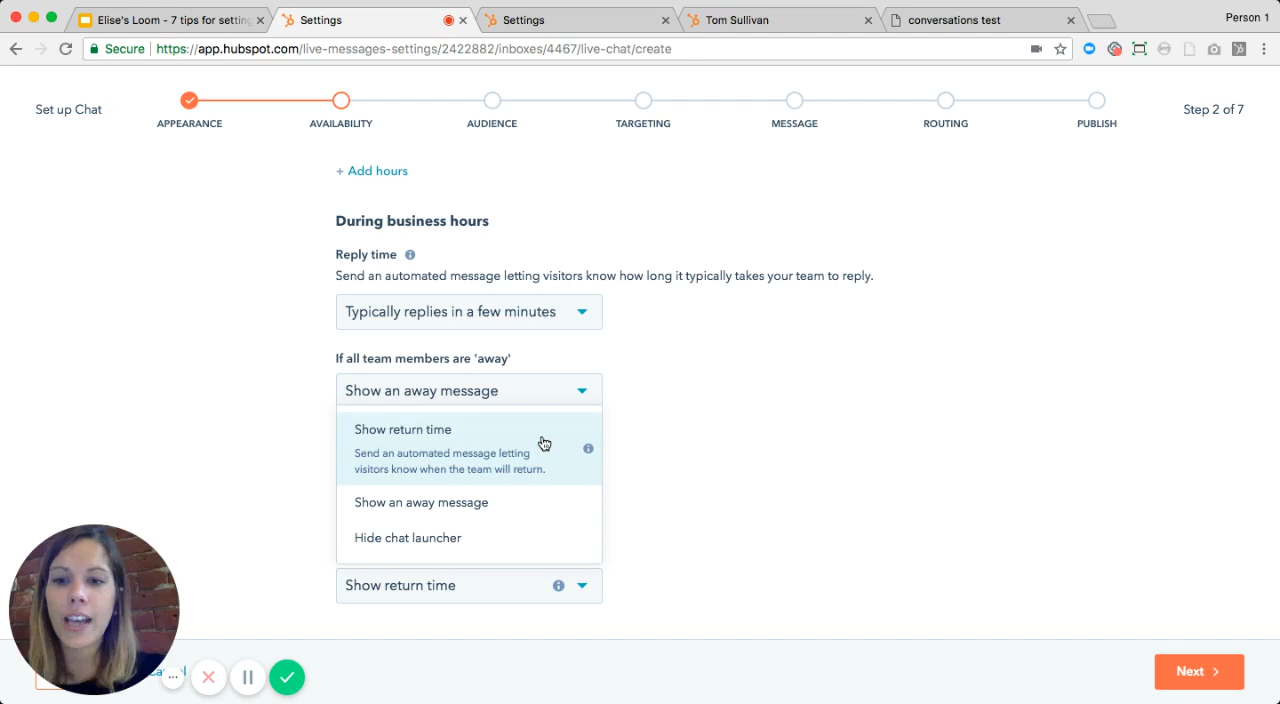 Elise's Loom - 7 tips for setting
Settings
Settings
Tom Sullivan
conversations test
Person 1
Secure
https://app.hubspot.com/live-messages-settings/2422882/inboxes/4467/live-chat/create
Set up Chat
APPEARANCE
AVAILABILITY
AUDIENCE
TARGETING
MESSAGE
ROUTING
PUBLISH
Step 2 of 7
+ Add hours
During business hours
Reply time
Send an automated message letting visitors know how long it typically takes your team to reply.
Typically replies in a few minutes
If all team members are 'away'
Show an away message
Show return time
Send an automated message letting
visitors know when the team will return.
Show an away message
Hide chat launcher
Show return time
Next